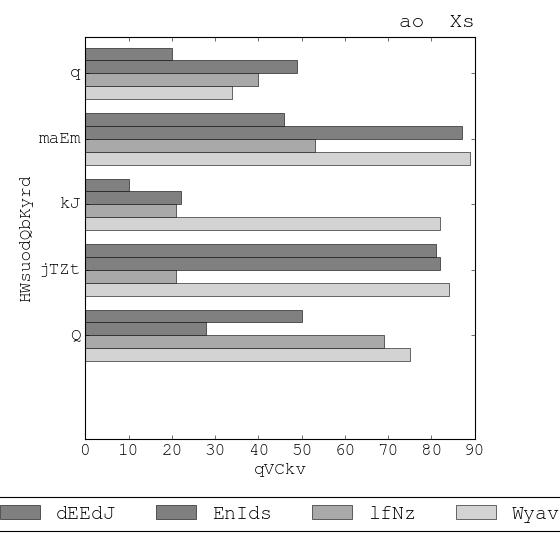 ao  Xs
q
maEm
kJ
jTZt
Q
HWsuodQbKyrd
0 10 20 30 40 50 60 70 80 90
qVCkv
dEEdJ EnIds lfNz Wyav